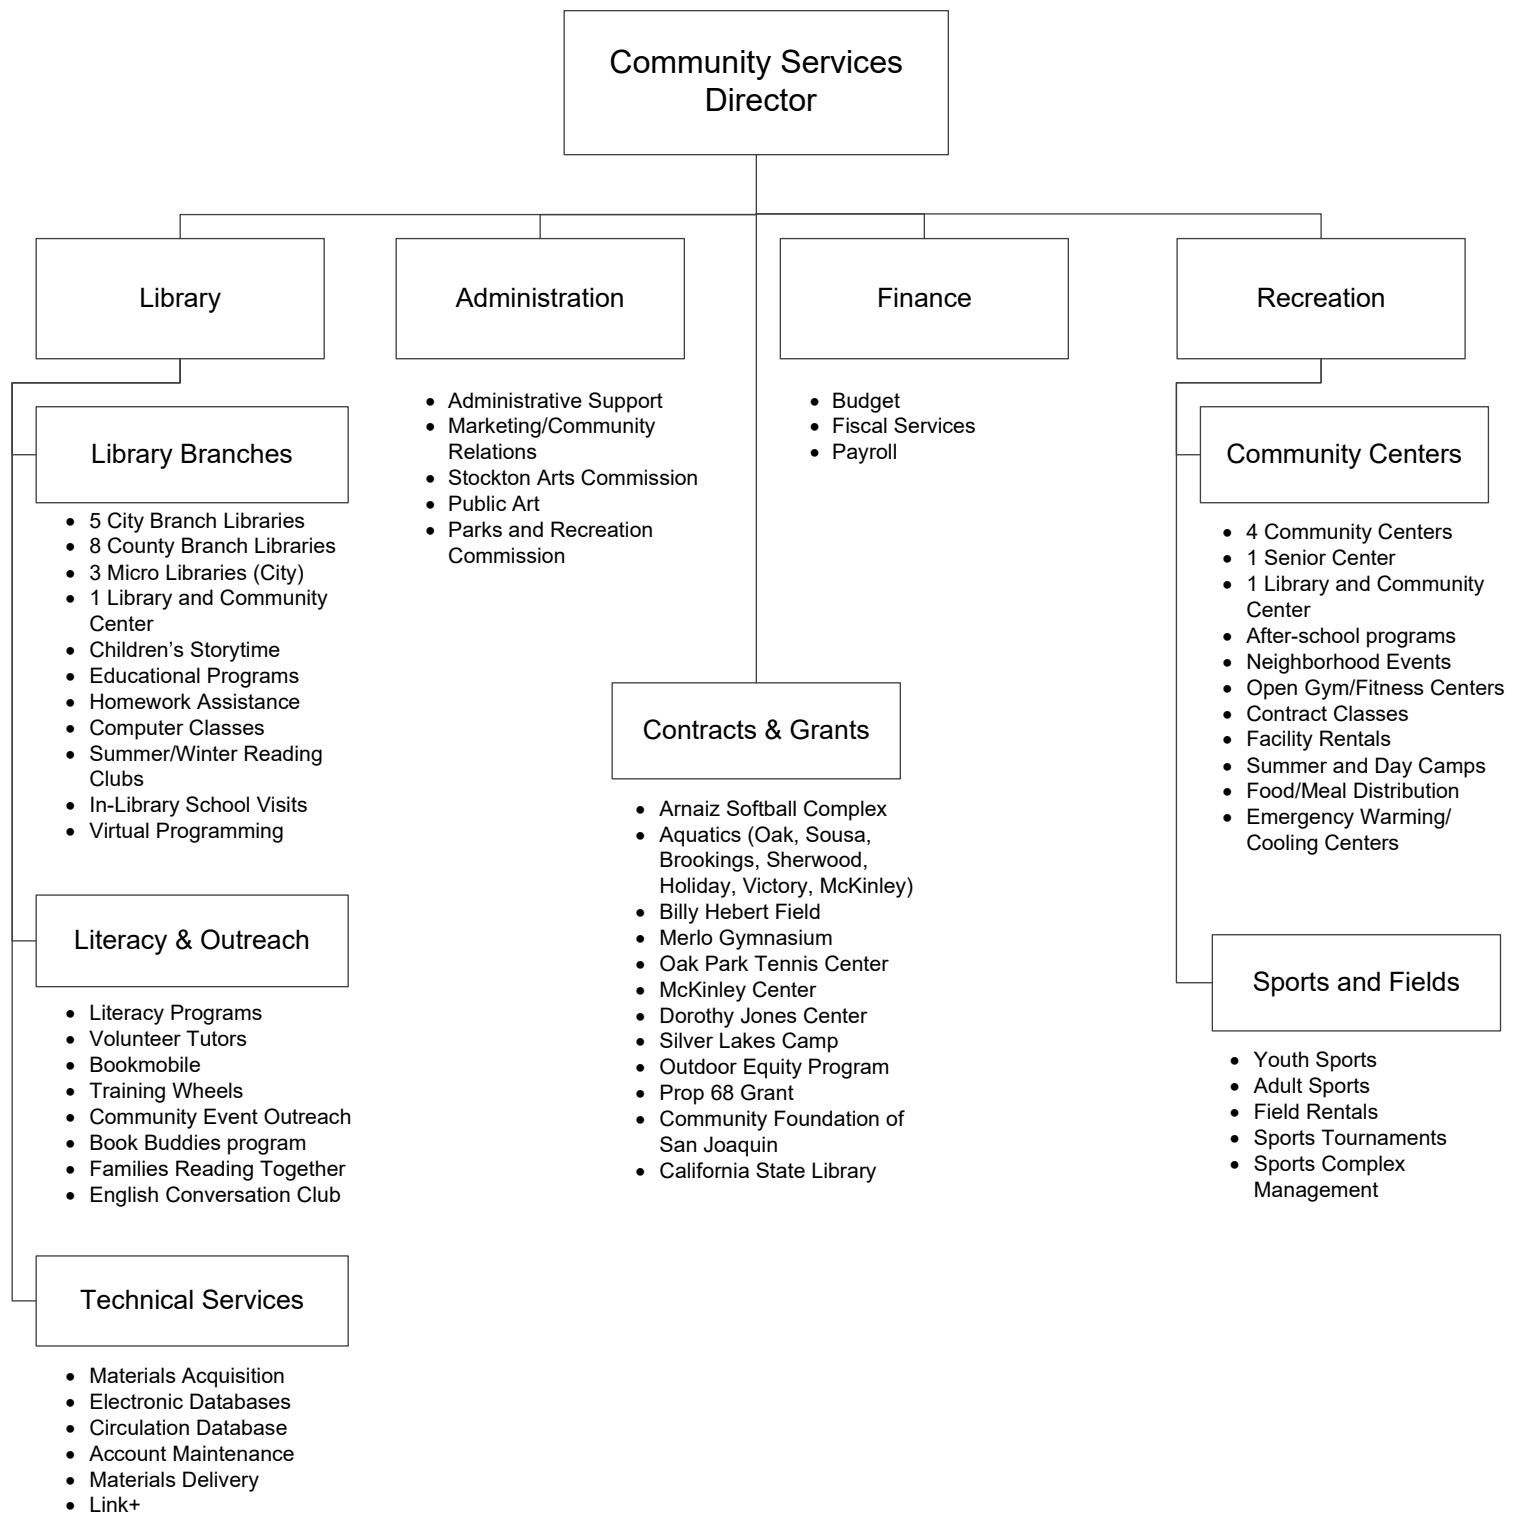 Community Services
Director
Library
Administration
Finance
Recreation
• Administrative Support
• Marketing/Community
Relations
• Stockton Arts Commission
• Public Art
• Parks and Recreation
Commission
• Budget
• Fiscal Services
• Payroll
Library Branches
• 5 City Branch Libraries
• 8 County Branch Libraries
• 3 Micro Libraries (City)
• 1 Library and Community
Center
• Children’s Storytime
• Educational Programs
• Homework Assistance
• Computer Classes
• Summer/Winter Reading
Clubs
• In-Library School Visits
• Virtual Programming
Literacy & Outreach
• Literacy Programs
• Volunteer Tutors
• Bookmobile
• Training Wheels
• Community Event Outreach
• Book Buddies program
• Families Reading Together
• English Conversation Club
Technical Services
• Materials Acquisition
• Electronic Databases
• Circulation Database
• Account Maintenance
• Materials Delivery
• Link+
Contracts & Grants
• Arnaiz Softball Complex
• Aquatics (Oak, Sousa,
Brookings, Sherwood,
Holiday, Victory, McKinley)
• Billy Hebert Field
• Merlo Gymnasium
• Oak Park Tennis Center
• McKinley Center
• Dorothy Jones Center
• Silver Lakes Camp
• Outdoor Equity Program
• Prop 68 Grant
• Community Foundation of
San Joaquin
• California State Library
Community Centers
• 4 Community Centers
• 1 Senior Center
• 1 Library and Community
Center
• After-school programs
• Neighborhood Events
• Open Gym/Fitness Centers
• Contract Classes
• Facility Rentals
• Summer and Day Camps
• Food/Meal Distribution
• Emergency Warming/
Cooling Centers
Sports and Fields
• Youth Sports
• Adult Sports
• Field Rentals
• Sports Tournaments
• Sports Complex
Management